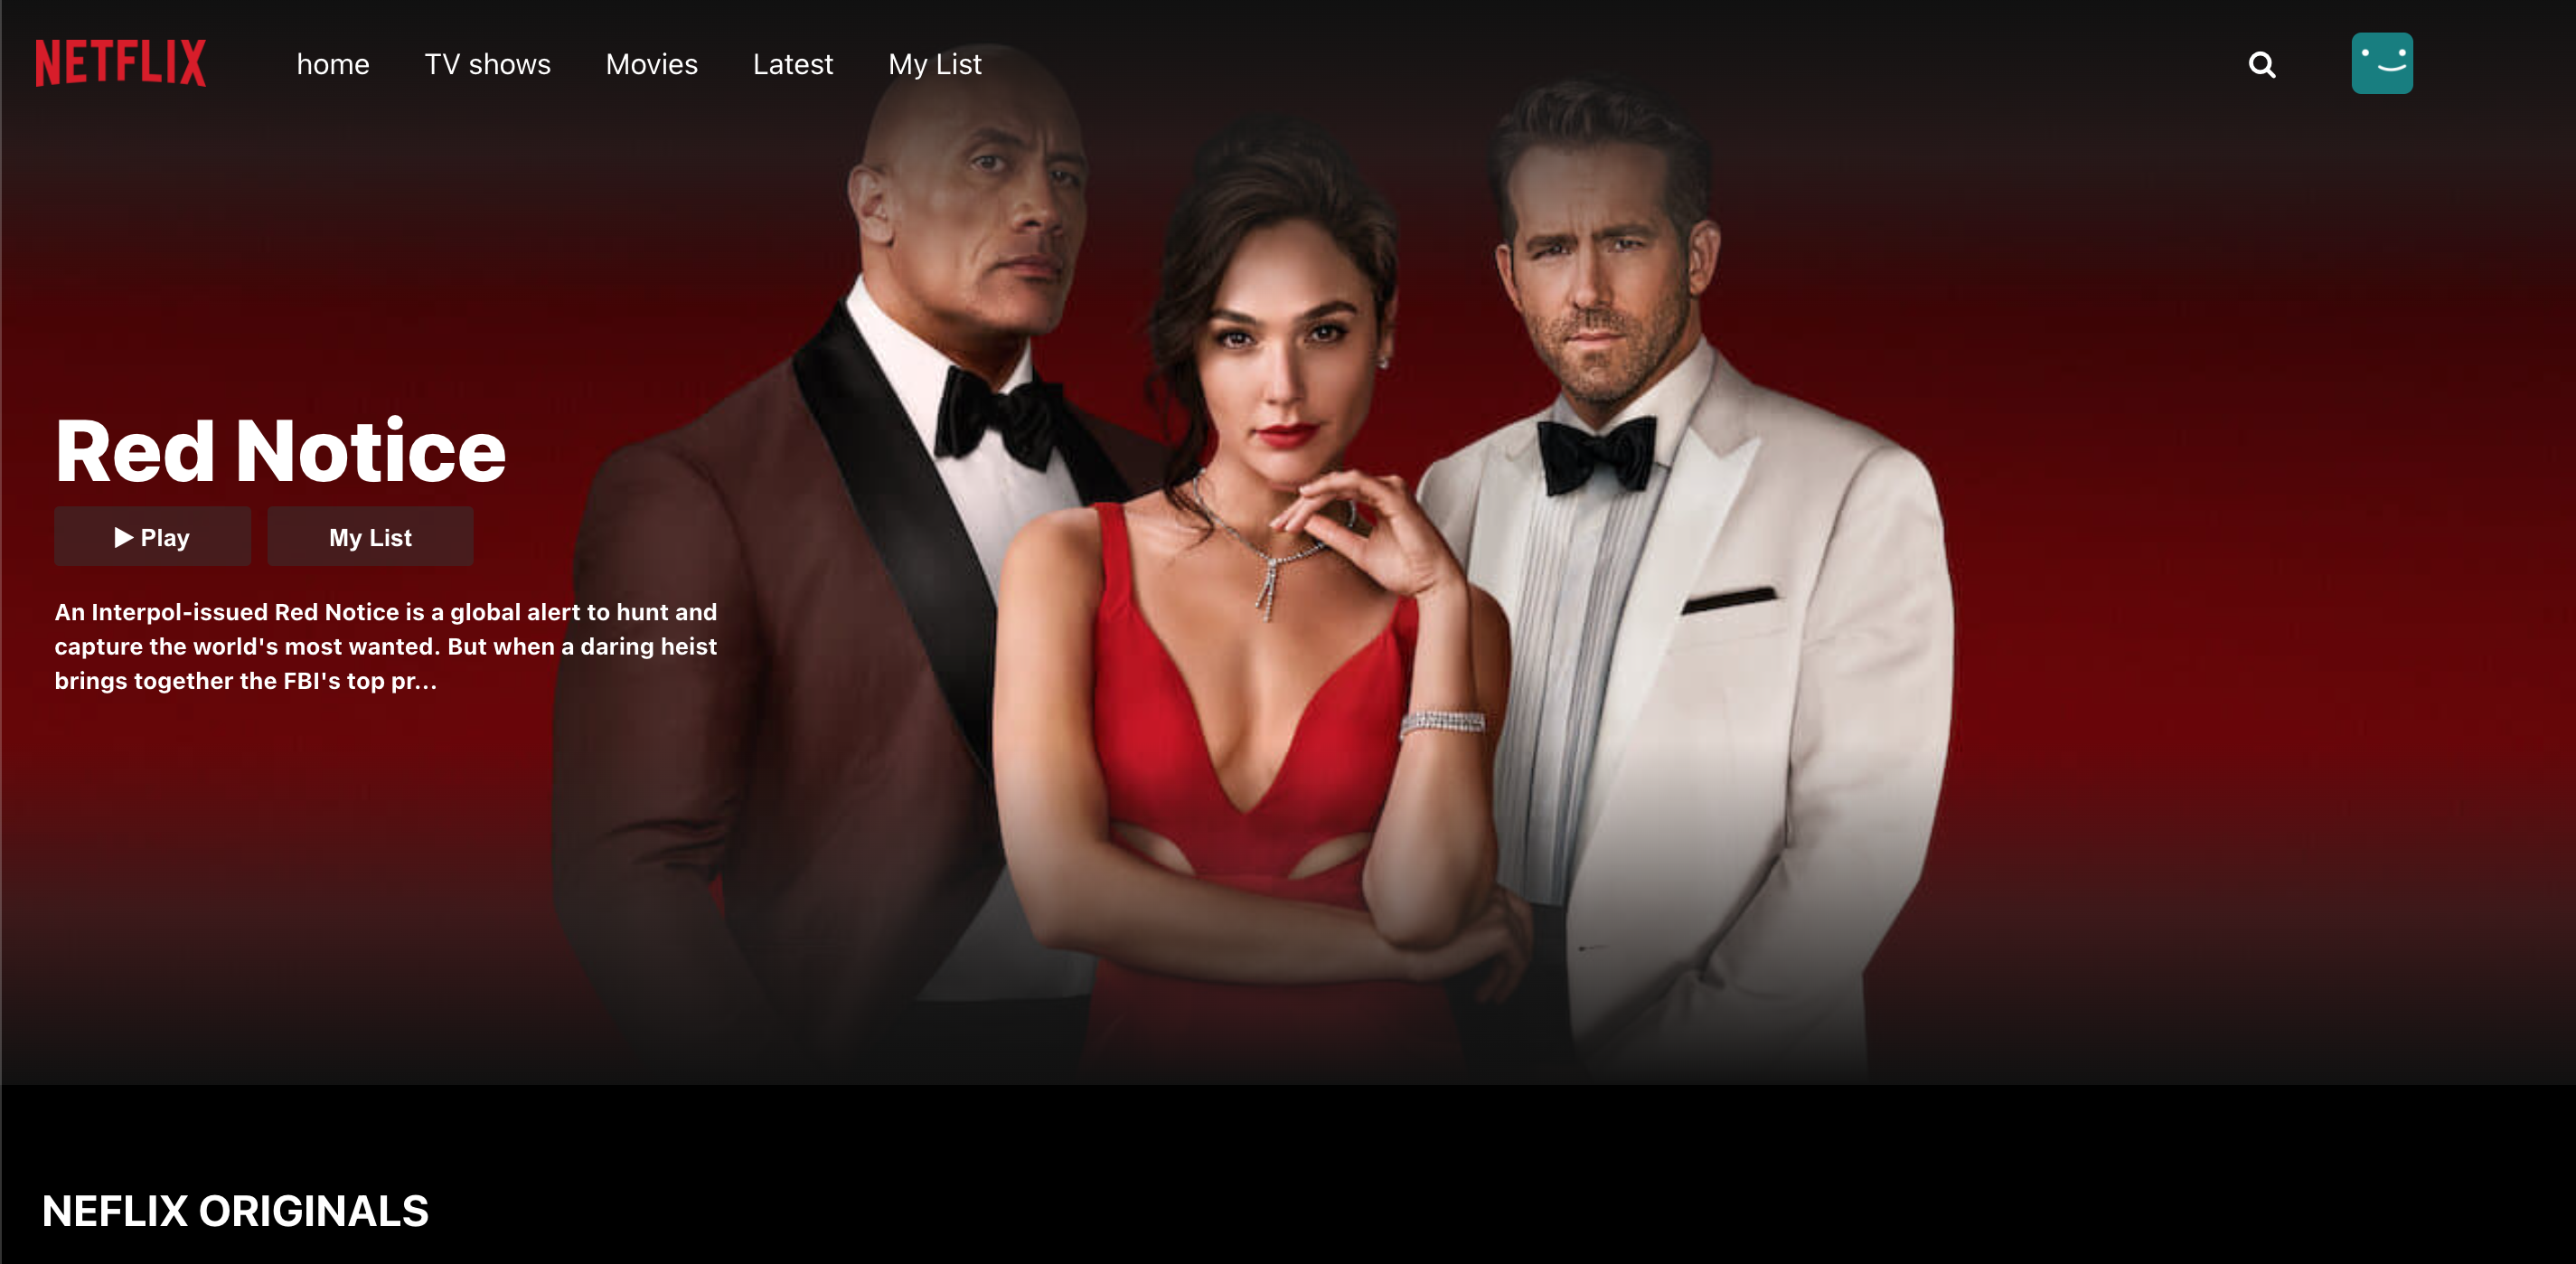 NETFLIX
home TV shows Movies Latest My List
Red Notice
Play My List
An Interpol-issued Red Notice is a global alert to hunt and
capture the world's most wanted. But when a daring heist
brings together the FBI's top pr...
NEFLIX ORIGINALS